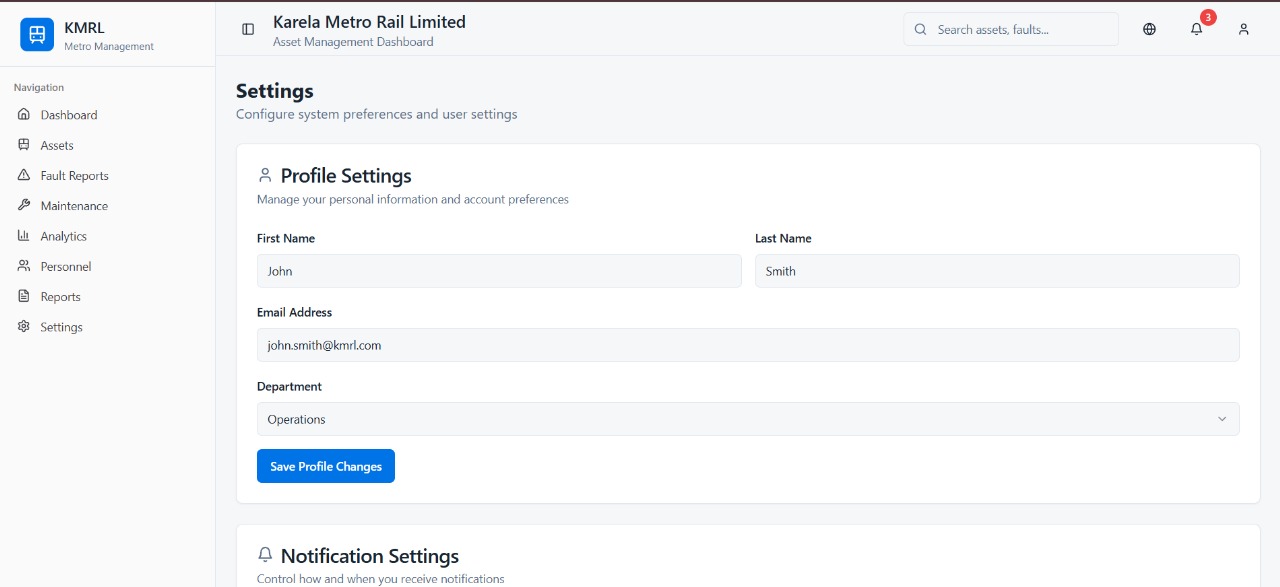 KMRL
Metro Management
Navigation
Dashboard
Assets
Fault Reports
Maintenance
Analytics
Personnel
Reports
Settings
Karela Metro Rail Limited
Asset Management Dashboard
Search assets, faults...
3
Settings
Configure system preferences and user settings
Profile Settings
Manage your personal information and account preferences
First Name
Last Name
John
Smith
Email Address
john.smith@kmrl.com
Department
Operations
Save Profile Changes
Notification Settings
Control how and when you receive notifications